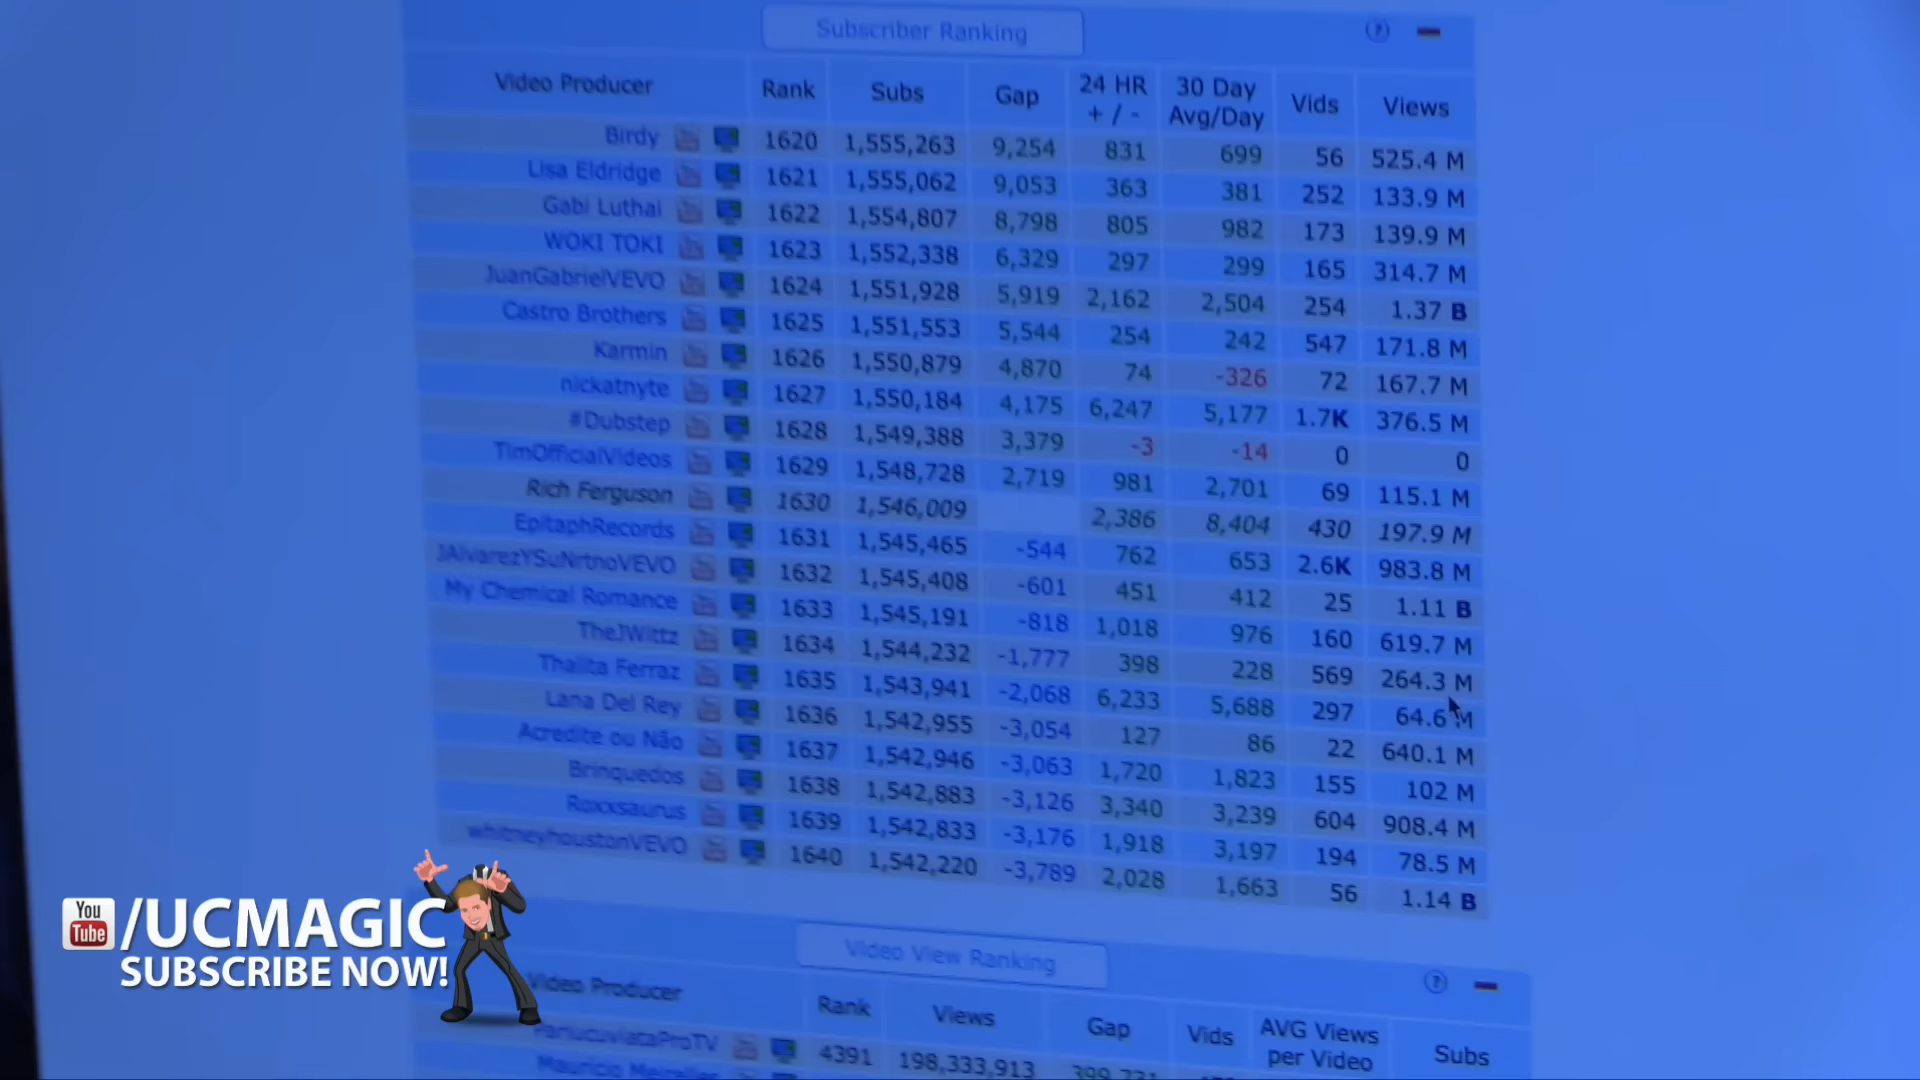 Subscriber Ranking
Video Producer Rank Subs Gap 24 HR + / - 30 Day Avg/Day Vids Views
Birdy 1620 1,555,263 9,254 831 699 56 525.4 M
Lisa Eldridge 1621 1,555,062 9,053 363 381 252 133.9 M
Gabi Luthai 1622 1,554,807 8,798 805 982 173 139.9 M
WOKI TOKI 1623 1,552,338 6,329 297 299 165 314.7 M
JuanGabrielVEVO 1624 1,551,928 5,919 2,162 2,504 254 1.37 B
Castro Brothers 1625 1,551,553 5,544 254 242 547 171.8 M
Karmin 1626 1,550,879 4,870 74 -326 72 167.7 M
nickatnyte 1627 1,550,184 4,175 6,247 5,177 1.7K 376.5 M
#Dubstep 1628 1,549,388 3,379 -3 -14 0 0
TimOfficialVideos 1629 1,548,728 2,719 981 2,701 69 115.1 M
Rich Ferguson 1630 1,546,009 2,386 8,404 430 197.9 M
EpitaphRecords 1631 1,545,465 -544 762 653 2.6K 983.8 M
JAlvarezYSuNrtnoVEVO 1632 1,545,408 -601 451 412 25 1.11 B
My Chemical Romance 1633 1,545,191 -818 1,018 976 160 619.7 M
TheJWittz 1634 1,544,232 -1,777 398 228 569 264.3 M
Thalita Ferraz 1635 1,543,941 -2,068 6,233 5,688 297 64.6 M
Lana Del Rey 1636 1,542,955 -3,054 127 86 22 640.1 M
Acredite ou Não 1637 1,542,946 -3,063 1,720 1,823 155 102 M
Brinquedos 1638 1,542,883 -3,126 3,340 3,239 604 908.4 M
Roxxsaurus 1639 1,542,833 -3,176 1,918 3,197 194 78.5 M
whitneyhoustonVEVO 1640 1,542,220 -3,789 2,028 1,663 56 1.14 B
You Tube /UCMAGIC
SUBSCRIBE NOW!
Video View Ranking
Video Producer Rank Views Gap Vids AVG Views per Video Subs
4391 198,333,913